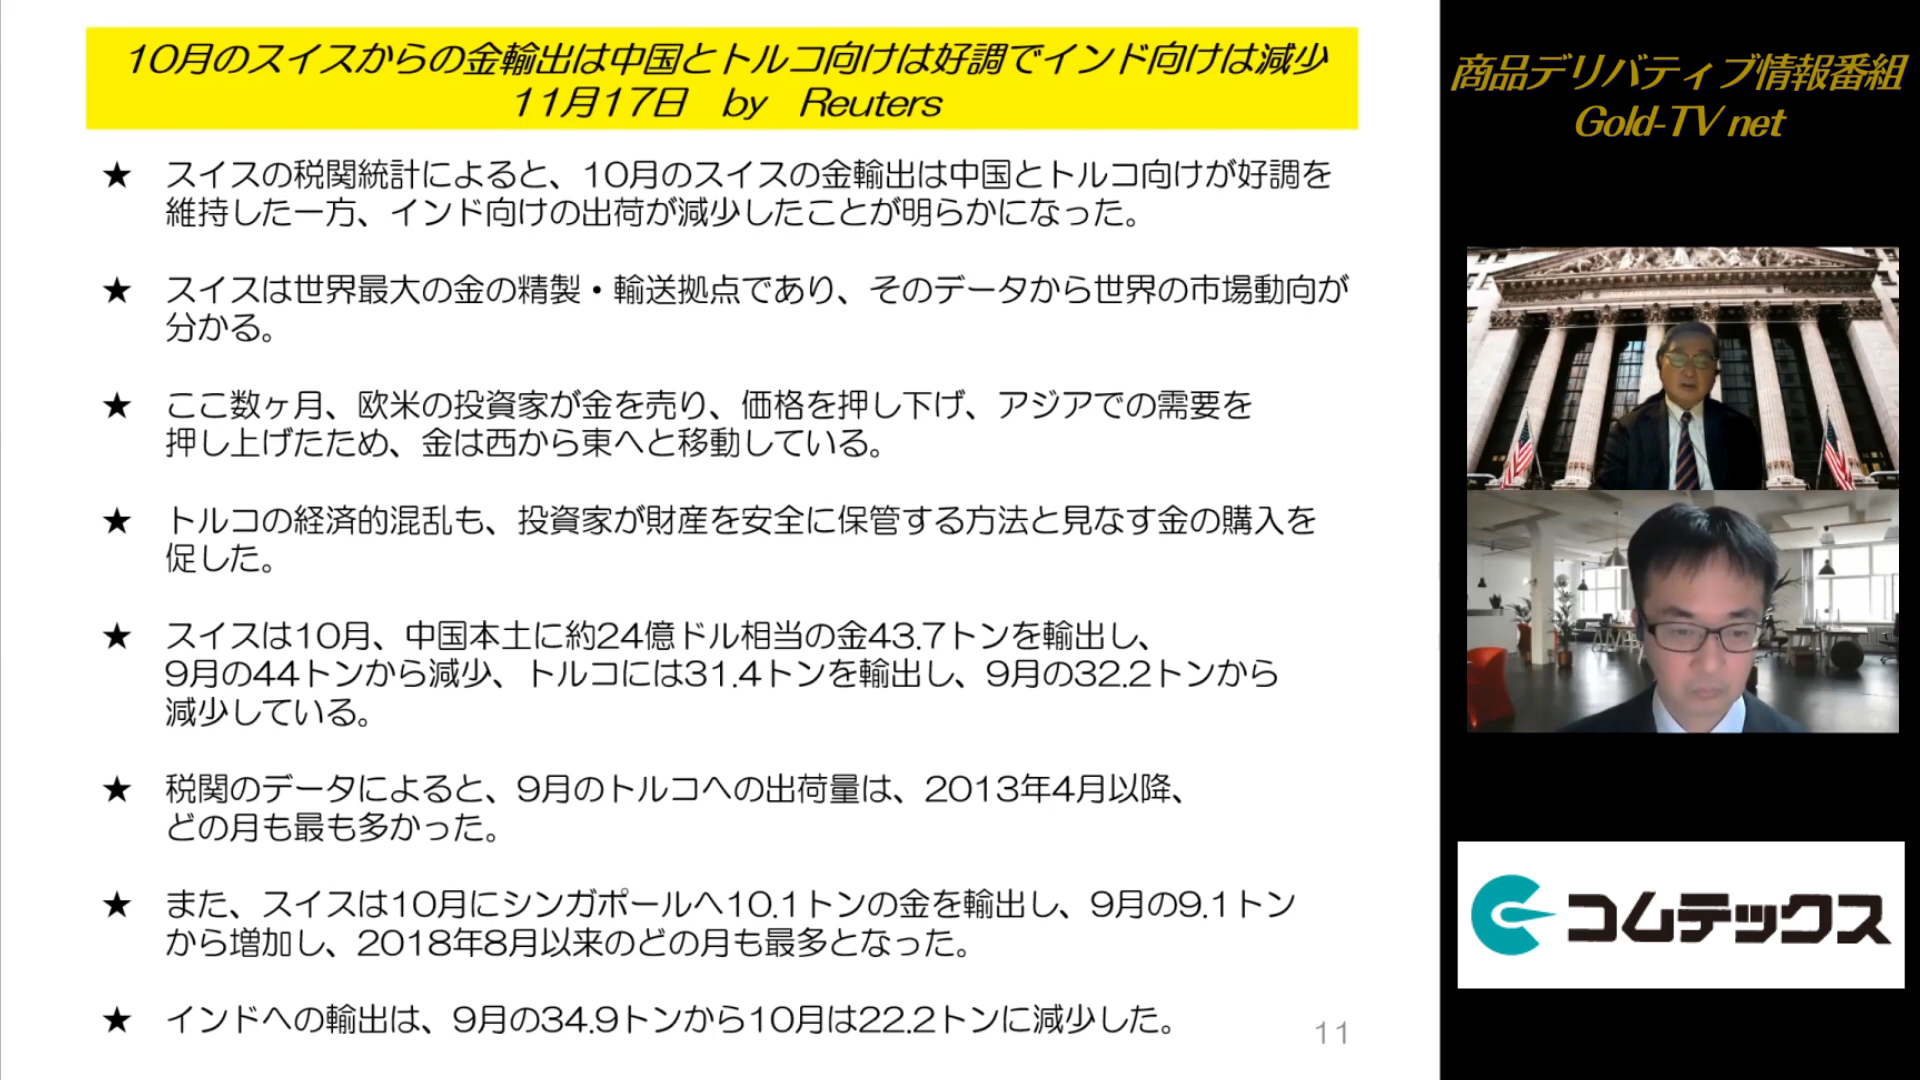 10月のスイスからの金輸出は中国とトルコ向けは好調でインド向けは減少
11月17日 by Reuters
★ スイスの税関統計によると、10月のスイスの金輸出は中国とトルコ向けが好調を
維持した一方、インド向けの出荷が減少したことが明らかになった。
★ スイスは世界最大の金の精製・輸送拠点であり、そのデータから世界の市場動向が
分かる。
★ ここ数ヶ月、欧米の投資家が金を売り、価格を押し下げ、アジアでの需要を
押し上げたため、金は西から東へと移動している。
★ トルコの経済的混乱も、投資家が財産を安全に保管する方法と見なす金の購入を
促した。
★ スイスは10月、中国本土に約24億ドル相当の金43.7トンを輸出し、
9月の44トンから減少、トルコには31.4トンを輸出し、9月の32.2トンから
減少している。
★ 税関のデータによると、9月のトルコへの出荷量は、2013年4月以降、
どの月も最も多かった。
★ また、スイスは10月にシンガポールへ10.1トンの金を輸出し、9月の9.1トン
から増加し、2018年8月以来のどの月も最多となった。
★ インドへの輸出は、9月の34.9トンから10月は22.2トンに減少した。
11
商品デリバティブ情報番組
Gold-TV net
コムテックス